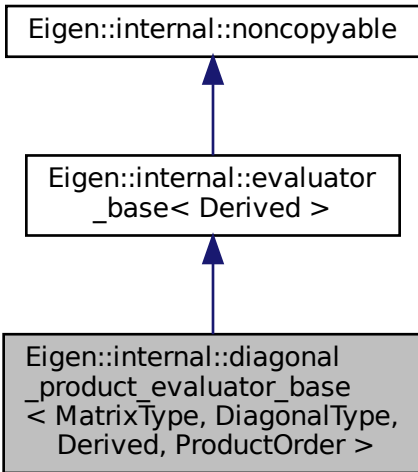 Eigen::internal::noncopyable
Eigen::internal::evaluator
_base< Derived >
Eigen::internal::diagonal
_product_evaluator_base
< MatrixType, DiagonalType,
Derived, ProductOrder >